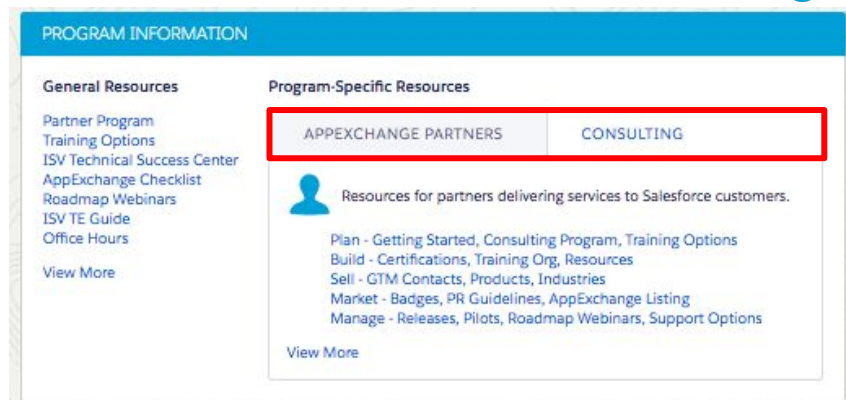 PROGRAM INFORMATION
General Resources
Partner Program
Training Options
ISV Technical Success Center
AppExchange Checklist
Roadmap Webinars
ISV TE Guide
Office Hours
View More
Program-Specific Resources
APPEXCHANGE PARTNERS
CONSULTING
Resources for partners delivering services to Salesforce customers.
Plan - Getting Started, Consulting Program, Training Options
Build - Certifications, Training Org, Resources
Sell - GTM Contacts, Products, Industries
Market - Badges, PR Guidelines, AppExchange Listing
Manage - Releases, Pilots, Roadmap Webinars, Support Options
View More